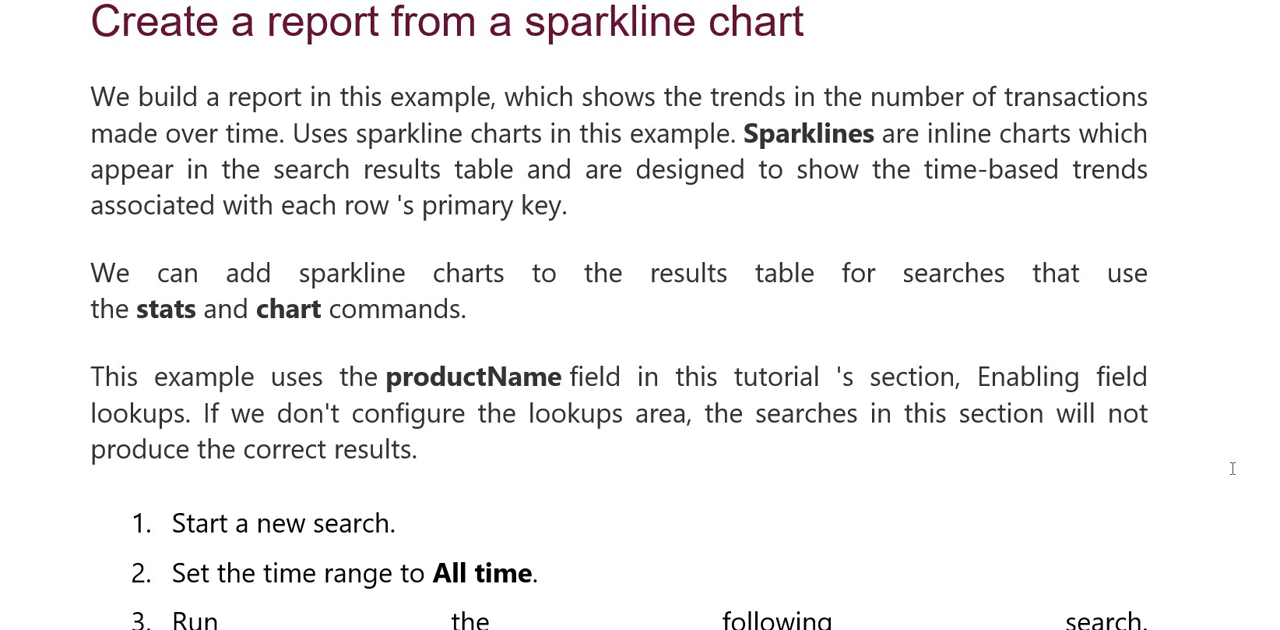 Create a report from a sparkline chart
We build a report in this example, which shows the trends in the number of transactions
made over time. Uses sparkline charts in this example. Sparklines are inline charts which
appear in the search results table and are designed to show the time-based trends
associated with each row 's primary key.
We can add sparkline charts to the results table for searches that use
the stats and chart commands.
This example uses the productName field in this tutorial 's section, Enabling field
lookups. If we don't configure the lookups area, the searches in this section will not
produce the correct results.
1. Start a new search.
2. Set the time range to All time.
3. Run the following search.